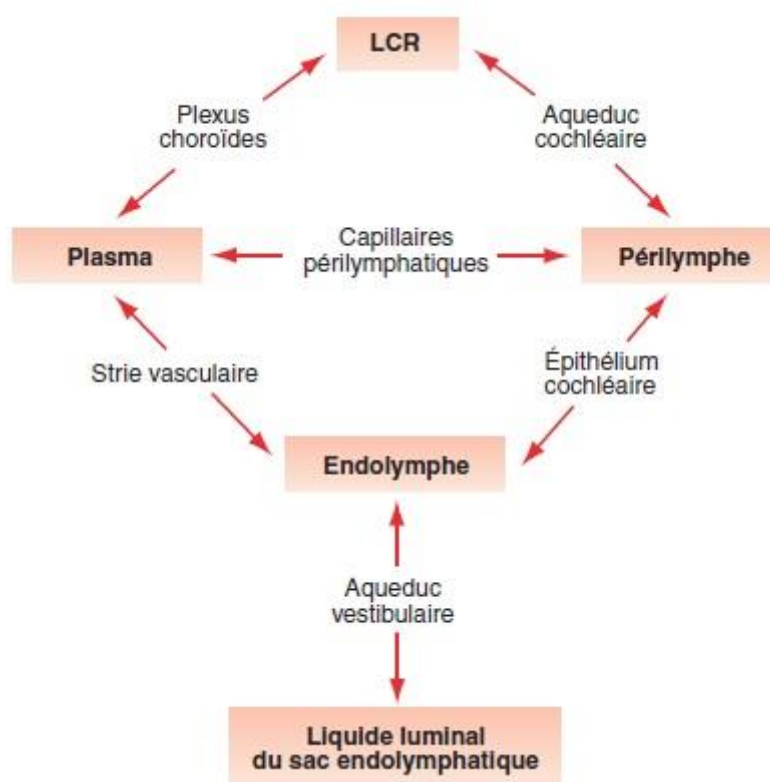 LCR
Plexus
choroïdes
Aqueduc
cochléaire
Plasma
Capillaires
périlymphatiques
Périlymphe
Strie vasculaire
Épithélium
cochléaire
Endolymphe
Aqueduc
vestibulaire
Liquide luminal
du sac endolymphatique